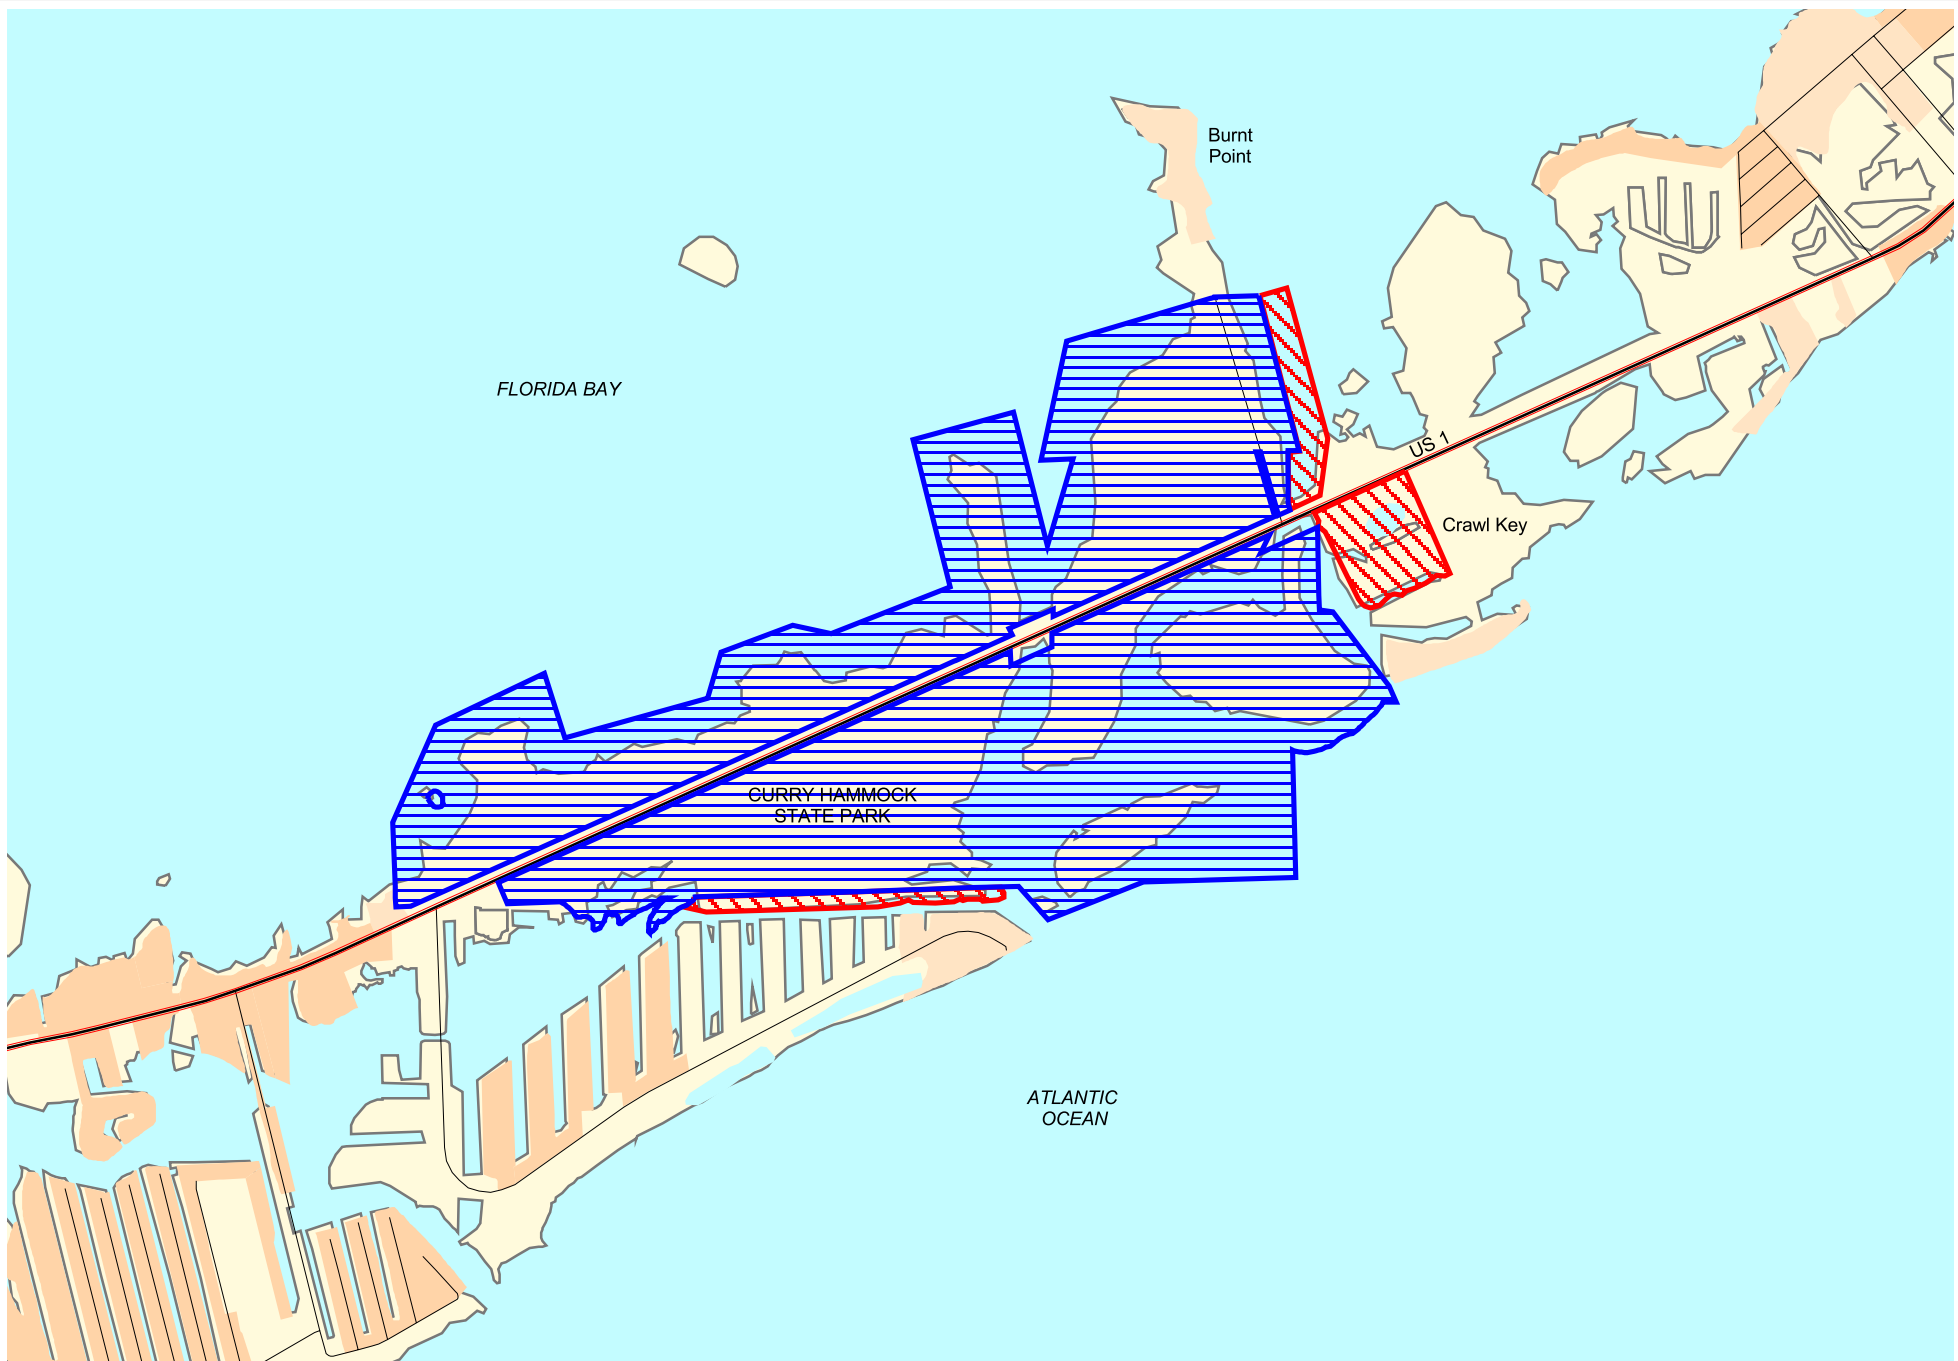 Burnt
Point
FLORIDA BAY
US 1
Crawl Key
CURRY HAMMOCK
STATE PARK
ATLANTIC
OCEAN